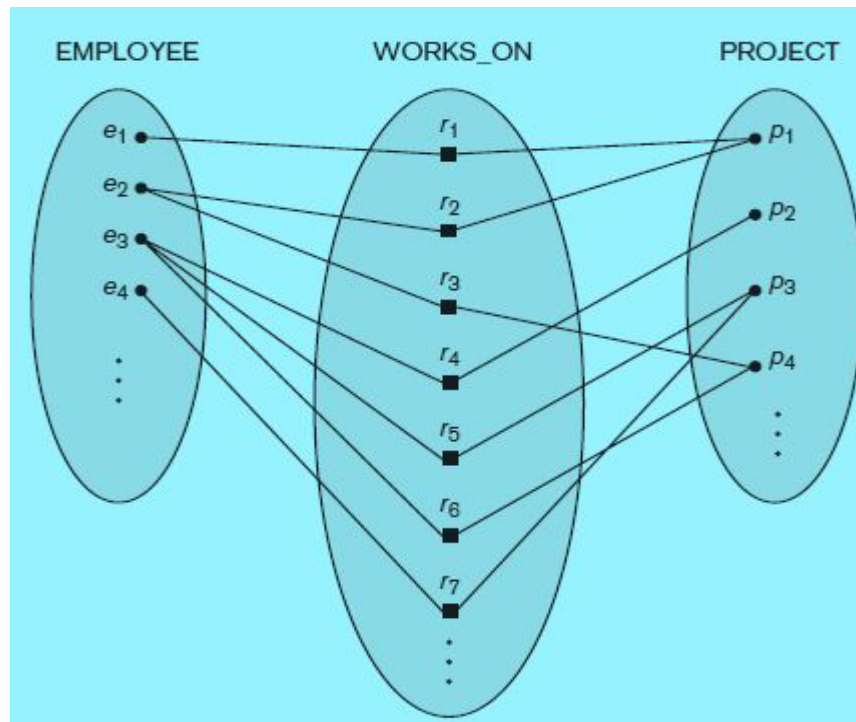 EMPLOYEE WORKS_ON PROJECT
e1
e2
e3
e4
r1
r2
r3
r4
r5
r6
r7
p1
p2
p3
p4